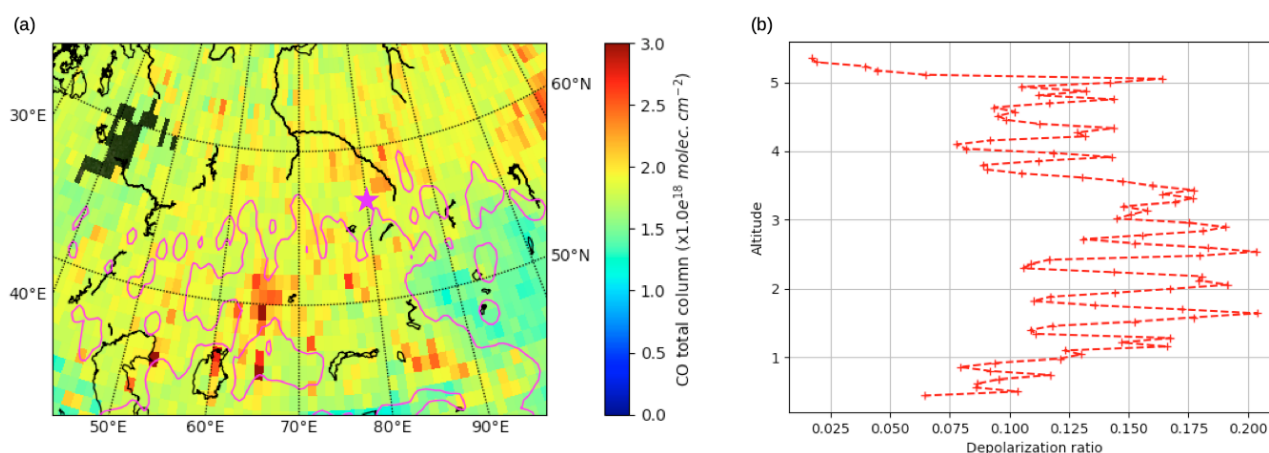 (a)
30°E
40°E
50°E
60°E
70°E
80°E
90°E
60°N
50°N
3.0
2.5
2.0
1.5
1.0
0.5
0.0
CO total column (x1.0e¹⁸ molec. cm⁻²)
(b)
5
4
3
2
1
Altitude
0.025 0.050 0.075 0.100 0.125 0.150 0.175 0.200
Depolarization ratio